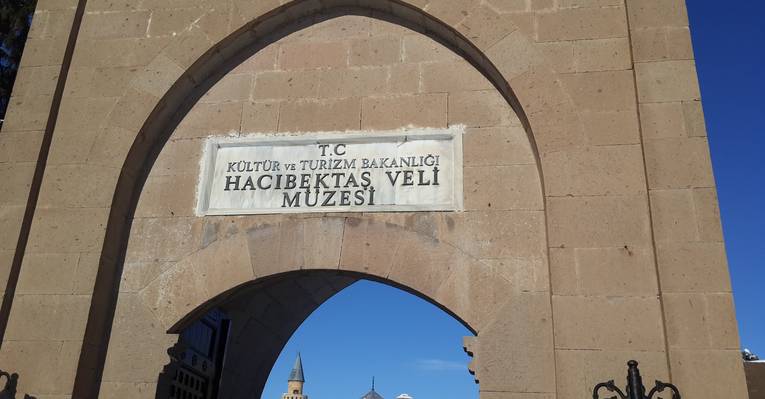 T.C
KÜLTÜR VE TURİZM BAKANLIĞI
HACIBEKTAŞ VELİ
MÜZESİ